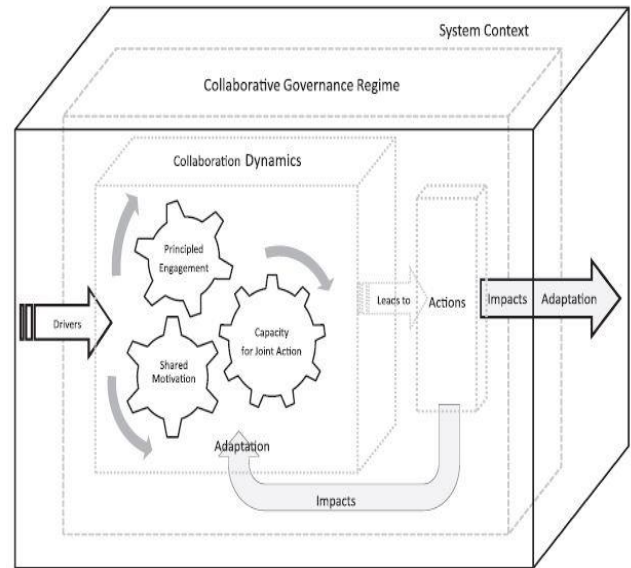 System Context
Collaborative Governance Regime
Collaboration Dynamics
Principled
Engagement
Drivers
Shared
Motivation
Capacity
for Joint Action
Leads to
Actions
Impacts
Adaptation
Adaptation
Impacts